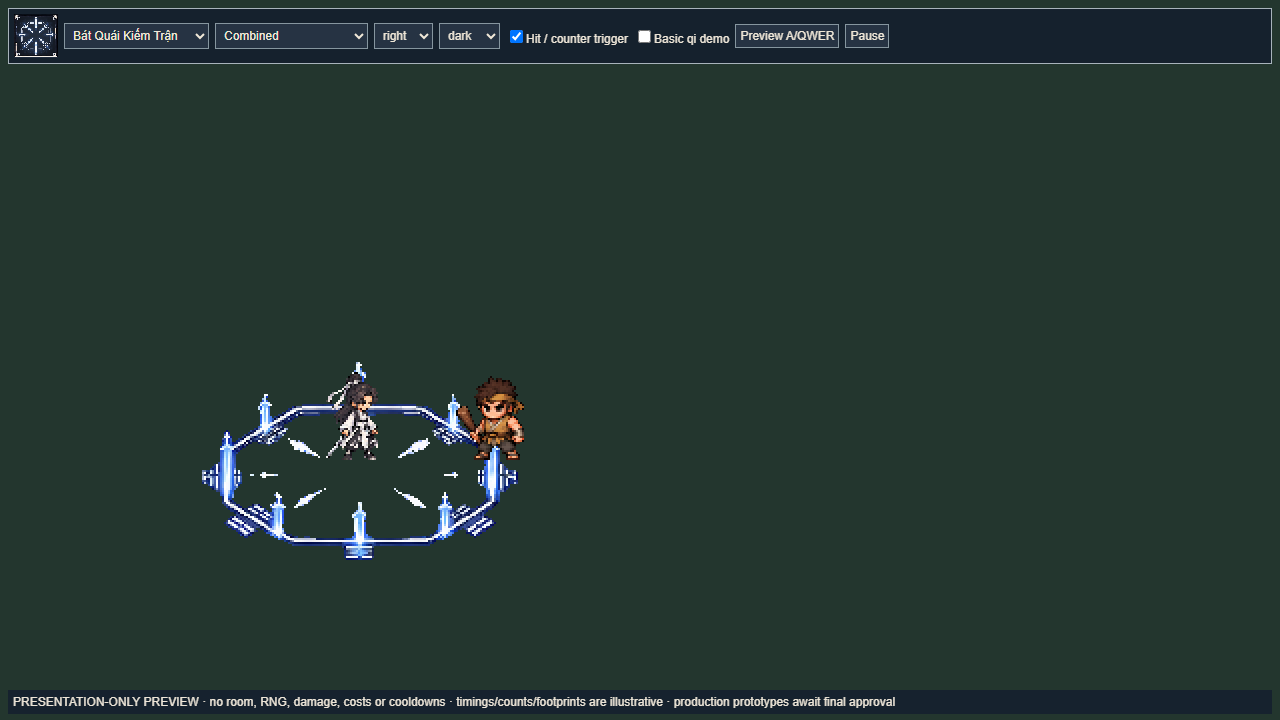 Bát Quái Kiếm Trận Combined right dark Hit / counter trigger Basic qi demo Preview A/QWER Pause
PRESENTATION-ONLY PREVIEW · no room, RNG, damage, costs or cooldowns · timings/counts/footprints are illustrative · production prototypes await final approval